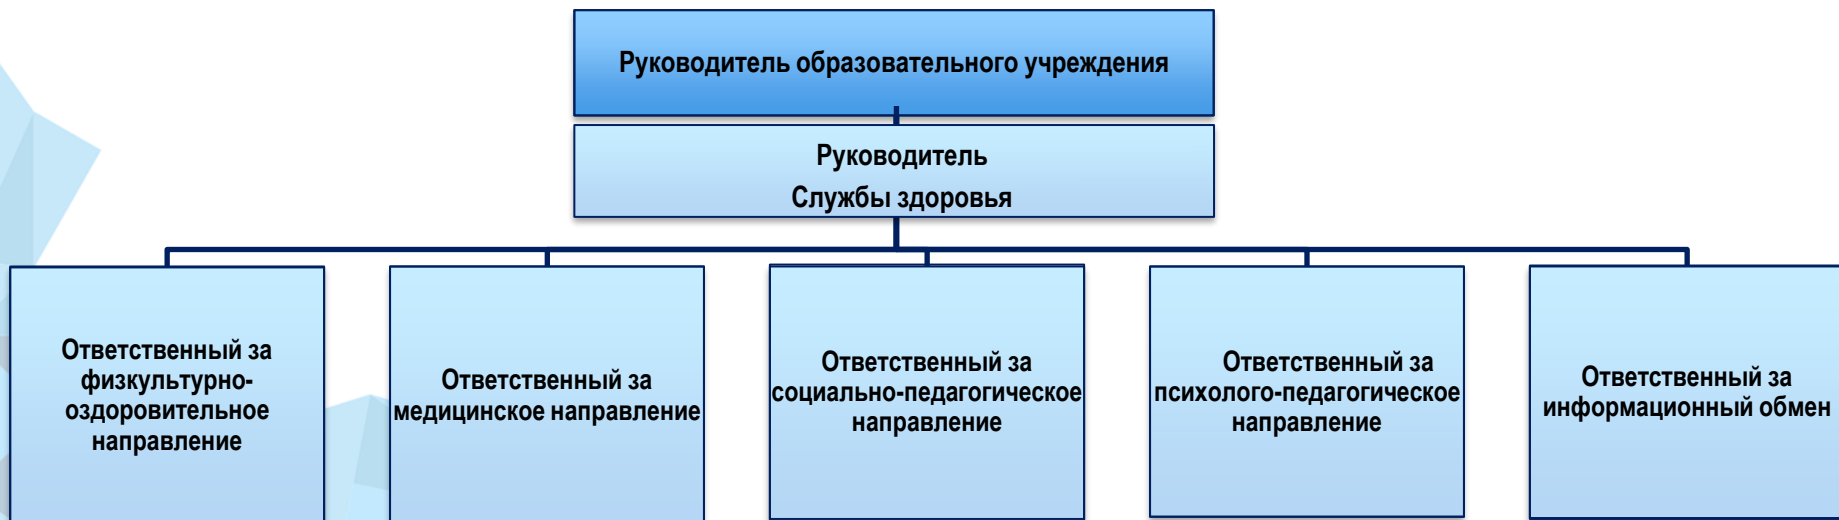 Руководитель образовательного учреждения
Руководитель
Службы здоровья
Ответственный за
физкультурно-
оздоровительное
направление
Ответственный за
медицинское направление
Ответственный за
социально-педагогическое
направление
Ответственный за
психолого-педагогическое
направление
Ответственный за
информационный обмен